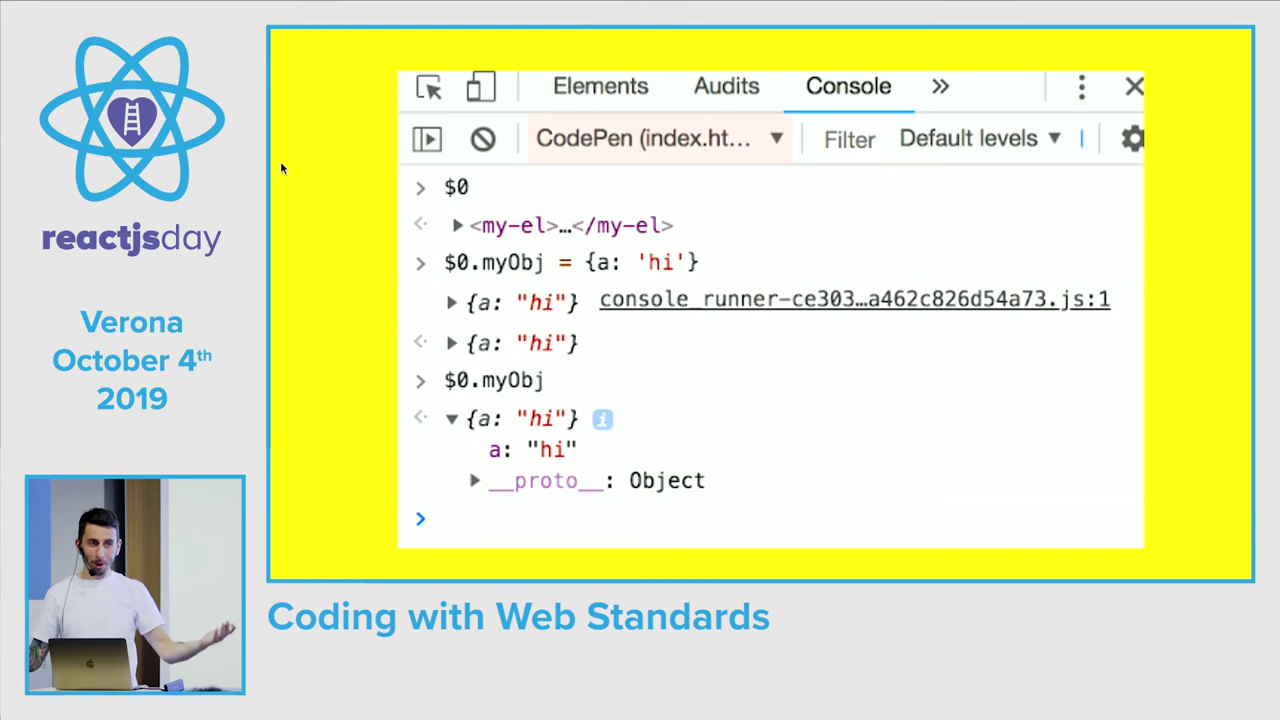 reactjsday
Verona
October 4th
2019
Elements Audits Console »
CodePen (index.ht... ▼ Filter Default levels ▼
> $0
<my-el>…</my-el>
> $0.myObj = {a: 'hi'}
{a: "hi"} console_runner-ce303…a462c826d54a73.js:1
{a: "hi"}
> $0.myObj
{a: "hi"} i
a: "hi"
__proto__: Object
>
Coding with Web Standards